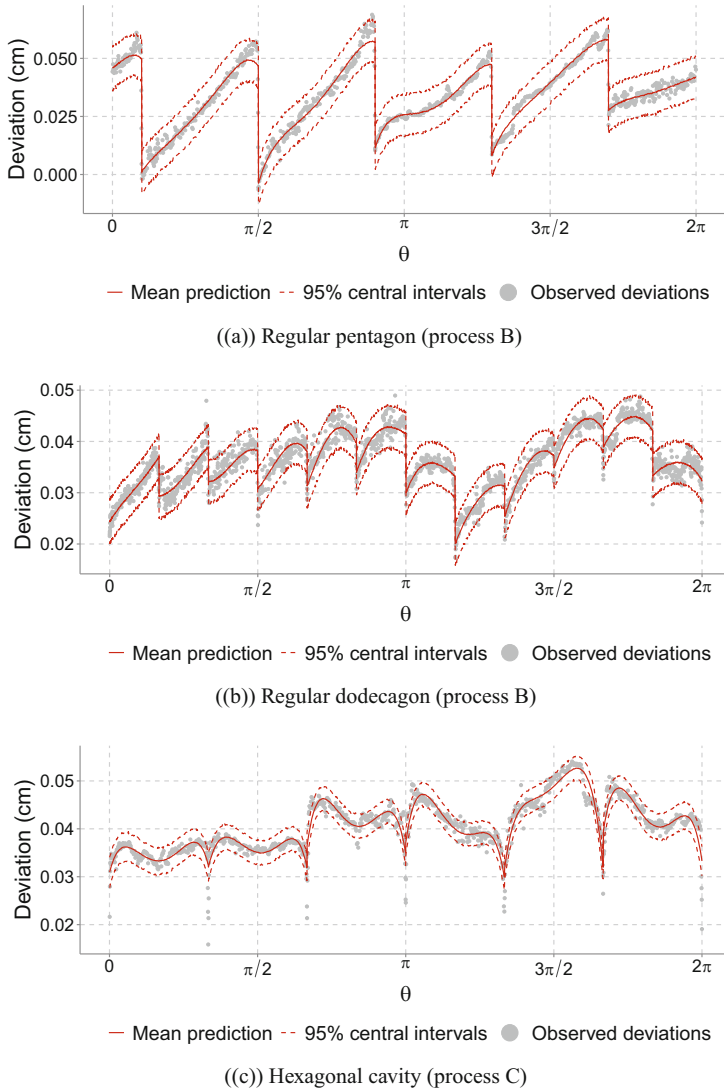 Deviation (cm)
0.050
0.025
0.000
0
π/2
π
3π/2
2π
θ
Mean prediction 95% central intervals Observed deviations
((a)) Regular pentagon (process B)
Deviation (cm)
0.05
0.04
0.03
0.02
0
π/2
π
3π/2
2π
θ
Mean prediction 95% central intervals Observed deviations
((b)) Regular dodecagon (process B)
Deviation (cm)
0.05
0.04
0.03
0.02
0
π/2
π
3π/2
2π
θ
Mean prediction 95% central intervals Observed deviations
((c)) Hexagonal cavity (process C)